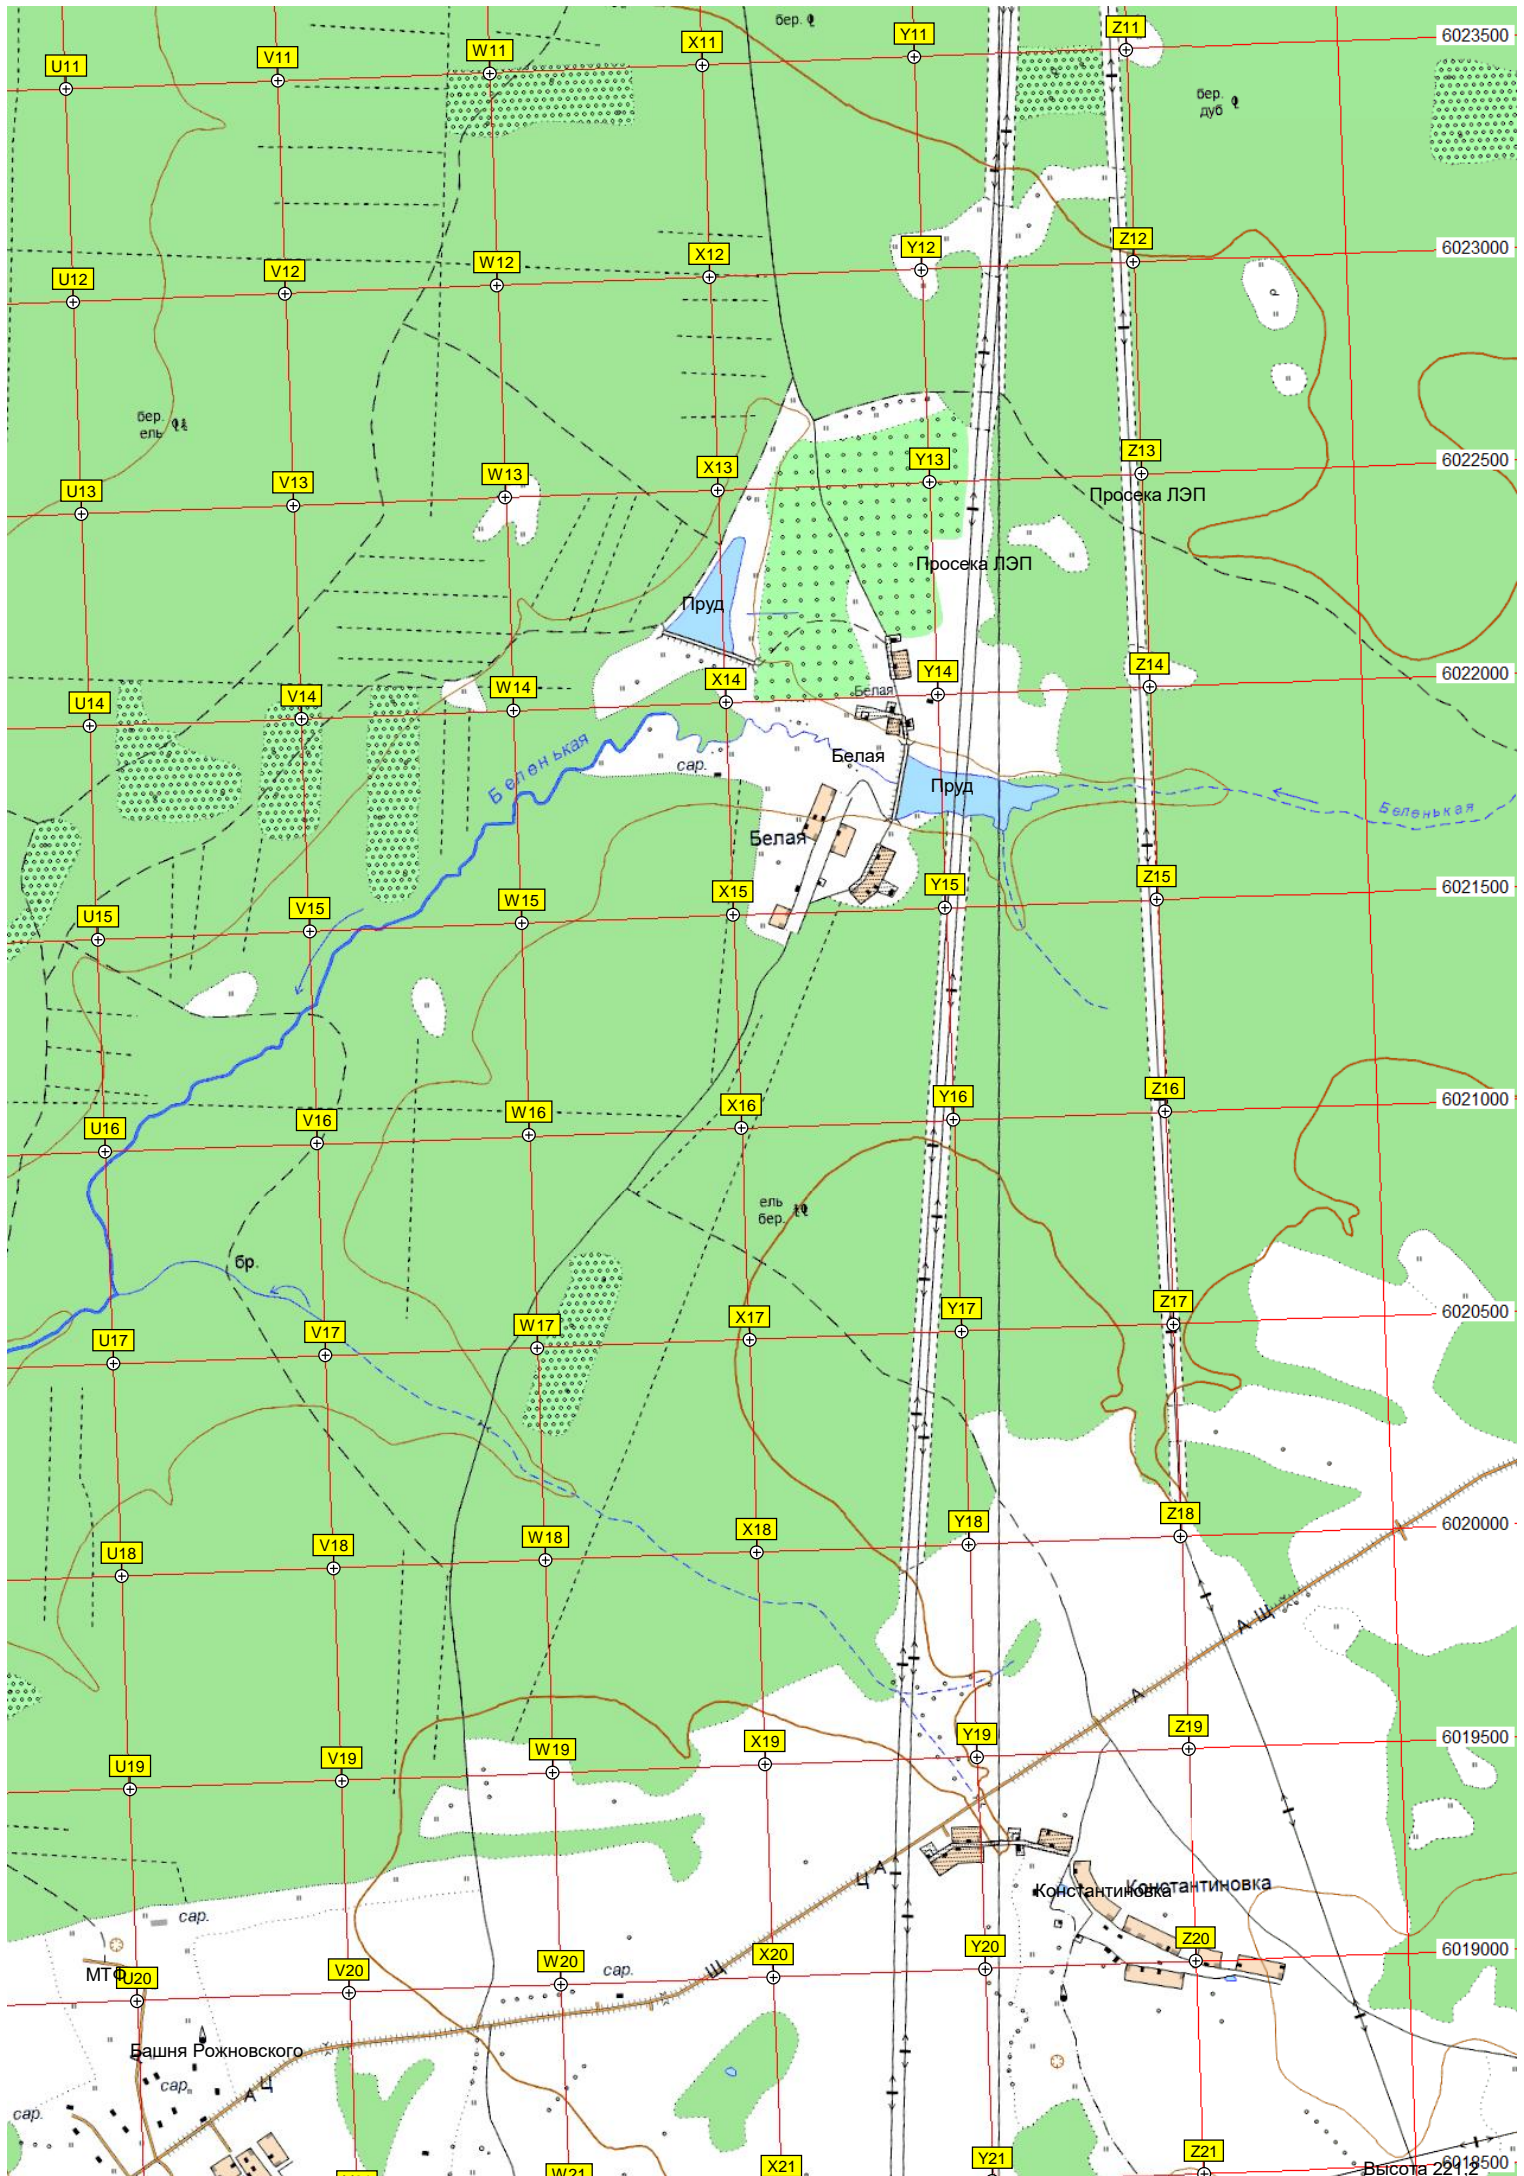 бер.
Z11
Y11
6023500
X11
W11
V11
U11
бер.
дуб
Z12
Y12
6023000
X12
W12
V12
U12
бер.
ель
Z13
Y13
6022500
X13
W13
V13
U13
Просека ЛЭП
Просека ЛЭП
Пруд
Z14
Y14
6022000
X14
W14
V14
U14
Белая
Беленькая
Белая
сар.
Пруд
Беленькая
Белая
Z15
Y15
6021500
X15
W15
V15
U15
Z16
Y16
6021000
X16
W16
V16
U16
ель
бер.
бр.
Z17
Y17
6020500
X17
W17
V17
U17
Z18
Y18
6020000
X18
W18
V18
U18
А Щ
А
Z19
Y19
6019500
X19
W19
V19
U19
Ц А
Константиновка
Константиновка
сар.
Z20
Y20
6019000
X20
W20
V20
U20
сар.
Щ
МТФ
Башня Рожновского
А
сар.
А Ц
сар.
Z21
Y21
X21
W21
6018500
Высота 221,2